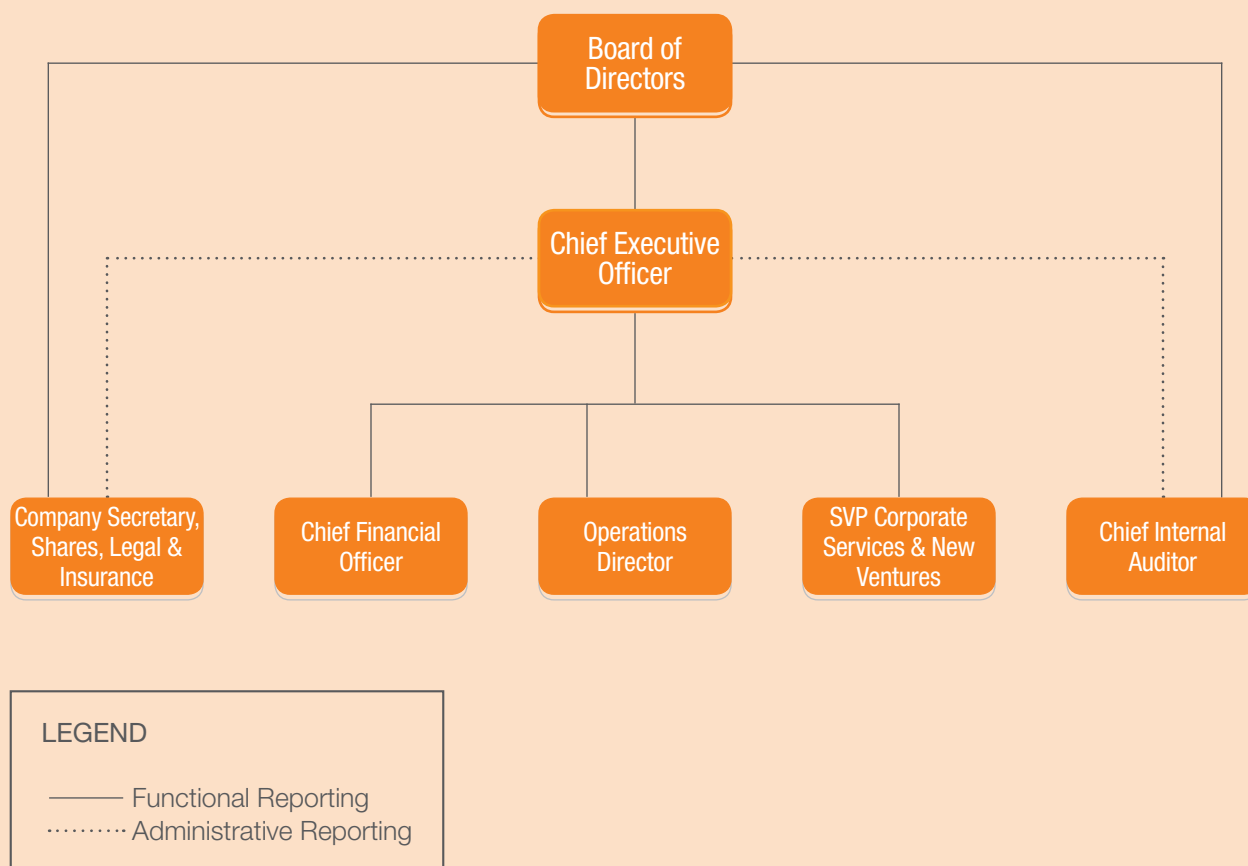 Board of
Directors
Chief Executive
Officer
Company Secretary,
Shares, Legal &
Insurance
Chief Financial
Officer
Operations
Director
SVP Corporate
Services & New
Ventures
Chief Internal
Auditor
LEGEND
Functional Reporting
Administrative Reporting